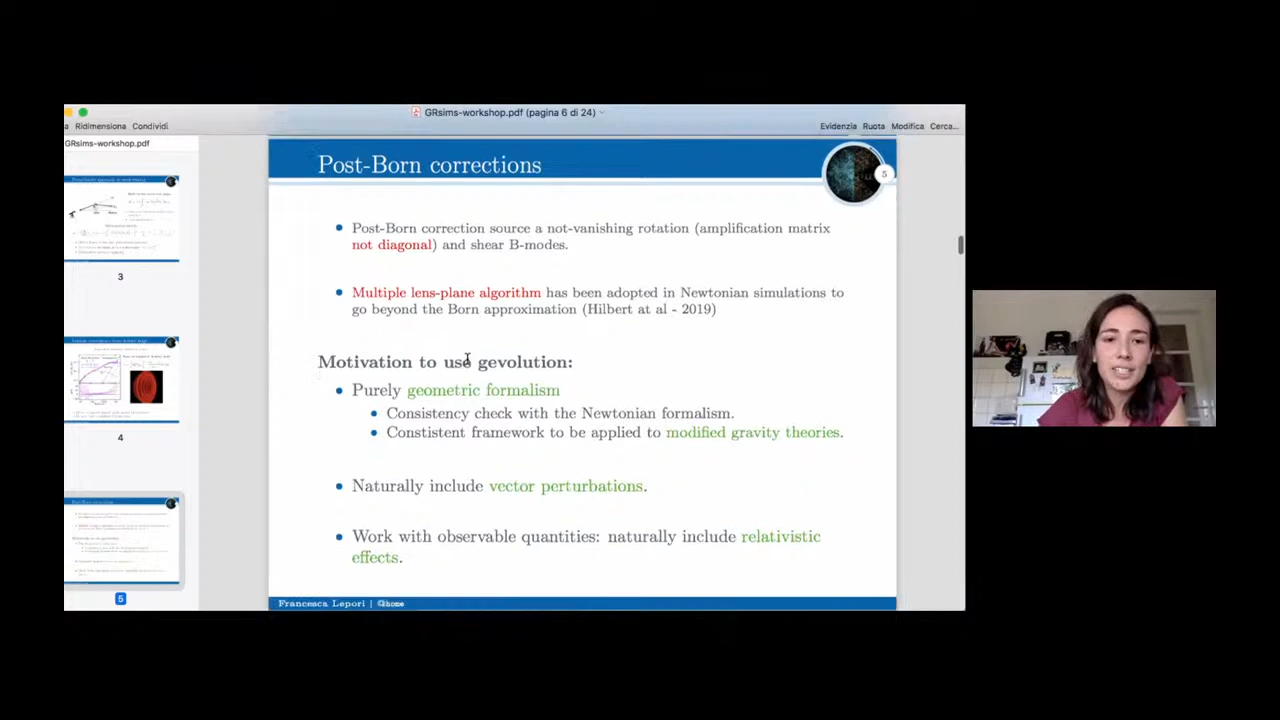 GRsims-workshop.pdf (pagina 6 di 24)
Ridimensiona Condividi
Evidenzia Ruota Modifica Cerca...
GRsims-workshop.pdf
3
4
5
Post-Born corrections
5
Post-Born correction source a not-vanishing rotation (amplification matrix
not diagonal) and shear B-modes.
Multiple lens-plane algorithm has been adopted in Newtonian simulations to
go beyond the Born approximation (Hilbert at al - 2019)
Motivation to use gevolution:
Purely geometric formalism
Consistency check with the Newtonian formalism.
Constistent framework to be applied to modified gravity theories.
Naturally include vector perturbations.
Work with observable quantities: naturally include relativistic
effects.
Francesca Lepori | @home